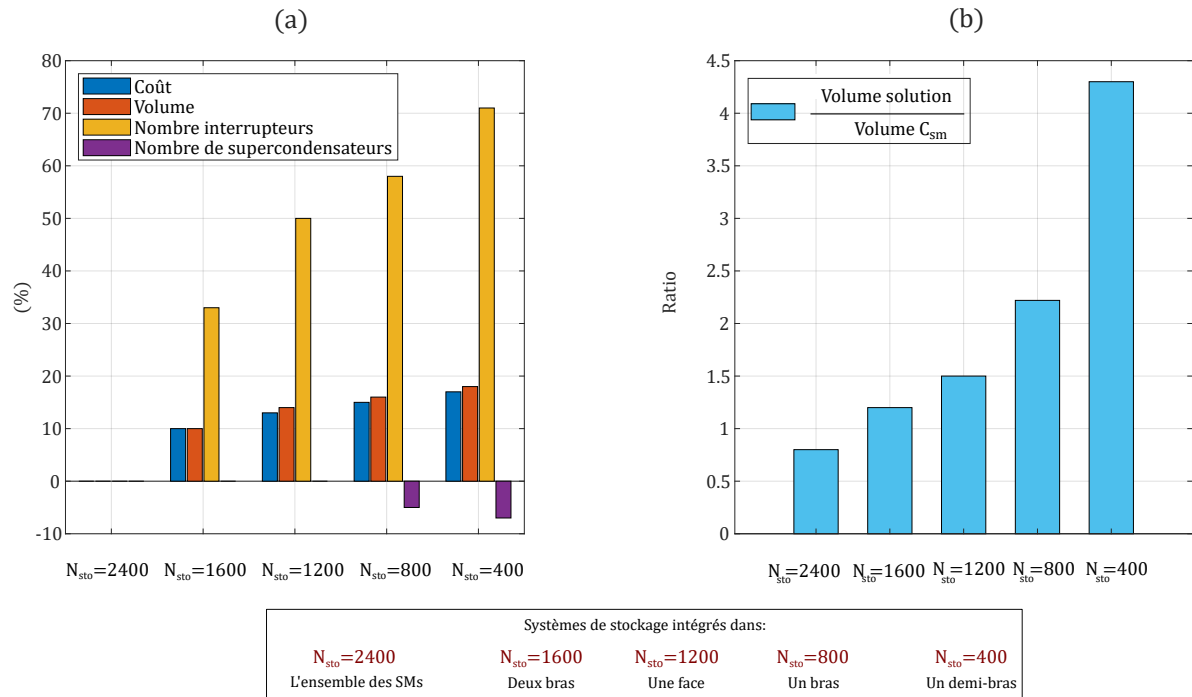 (a)
(%)
80
70
60
50
40
30
20
10
0
-10
Coût
Volume
Nombre interrupteurs
Nombre de supercondensateurs
N_sto=2400
N_sto=1600
N_sto=1200
N_sto=800
N_sto=400
(b)
Ratio
4.5
4
3.5
3
2.5
2
1.5
1
0.5
0
Volume solution
Volume C_sm
N_sto=2400
N_sto=1600
N_sto=1200
N_sto=800
N_sto=400
Systèmes de stockage intégrés dans:
N_sto=2400 N_sto=1600 N_sto=1200 N_sto=800 N_sto=400
L'ensemble des SMs Deux bras Une face Un bras Un demi-bras